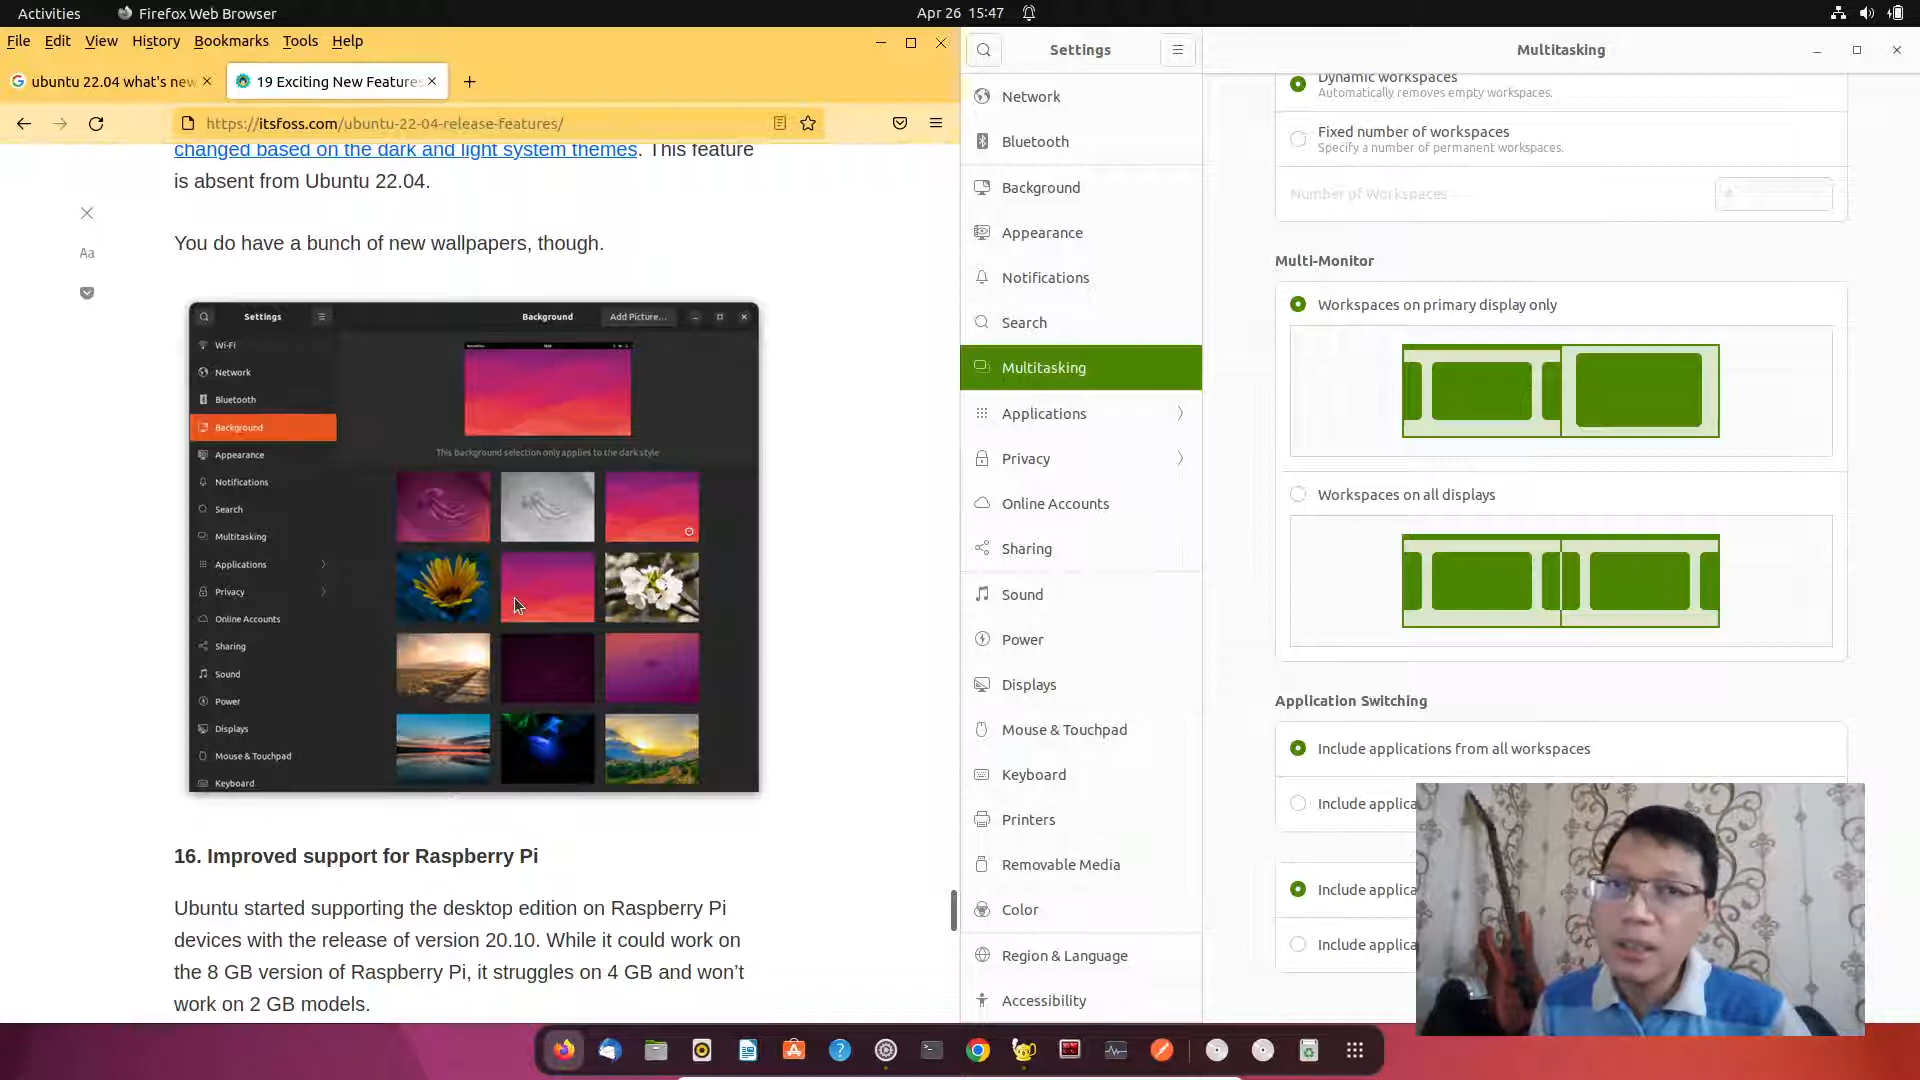 Activities
Firefox Web Browser
Apr 26 15:47
File Edit View History Bookmarks Tools Help
ubuntu 22.04 what's new
19 Exciting New Features
https://itsfoss.com/ubuntu-22-04-release-features/
changed based on the dark and light system themes. This feature
is absent from Ubuntu 22.04.
Aa
You do have a bunch of new wallpapers, though.
Settings
Background
Add Picture...
Wi-Fi
Network
Bluetooth
Background
Appearance
Notifications
Search
Multitasking
Applications
Privacy
Online Accounts
Sharing
Sound
Power
Displays
Mouse & Touchpad
Keyboard
This background selection only applies to the dark style
16. Improved support for Raspberry Pi
Ubuntu started supporting the desktop edition on Raspberry Pi
devices with the release of version 20.10. While it could work on
the 8 GB version of Raspberry Pi, it struggles on 4 GB and won't
work on 2 GB models.
Settings
Network
Bluetooth
Background
Appearance
Notifications
Search
Multitasking
Applications
Privacy
Online Accounts
Sharing
Sound
Power
Displays
Mouse & Touchpad
Keyboard
Printers
Removable Media
Color
Region & Language
Accessibility
Multitasking
Dynamic workspaces
Automatically removes empty workspaces.
Fixed number of workspaces
Specify a number of permanent workspaces.
Number of Workspaces
Multi-Monitor
Workspaces on primary display only
Workspaces on all displays
Application Switching
Include applications from all workspaces
Include applica
Include applica
Include applica